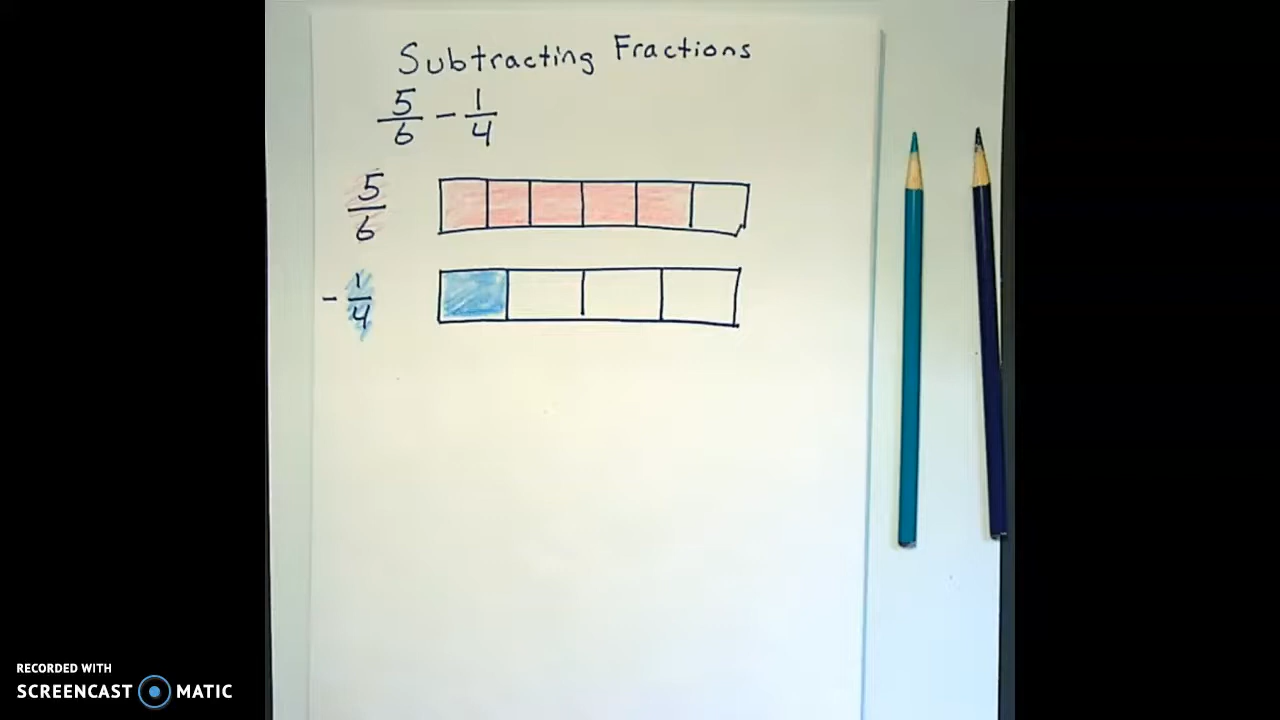 Subtracting Fractions
5/6 - 1/4
5/6
- 1/4
RECORDED WITH
SCREENCAST MATIC